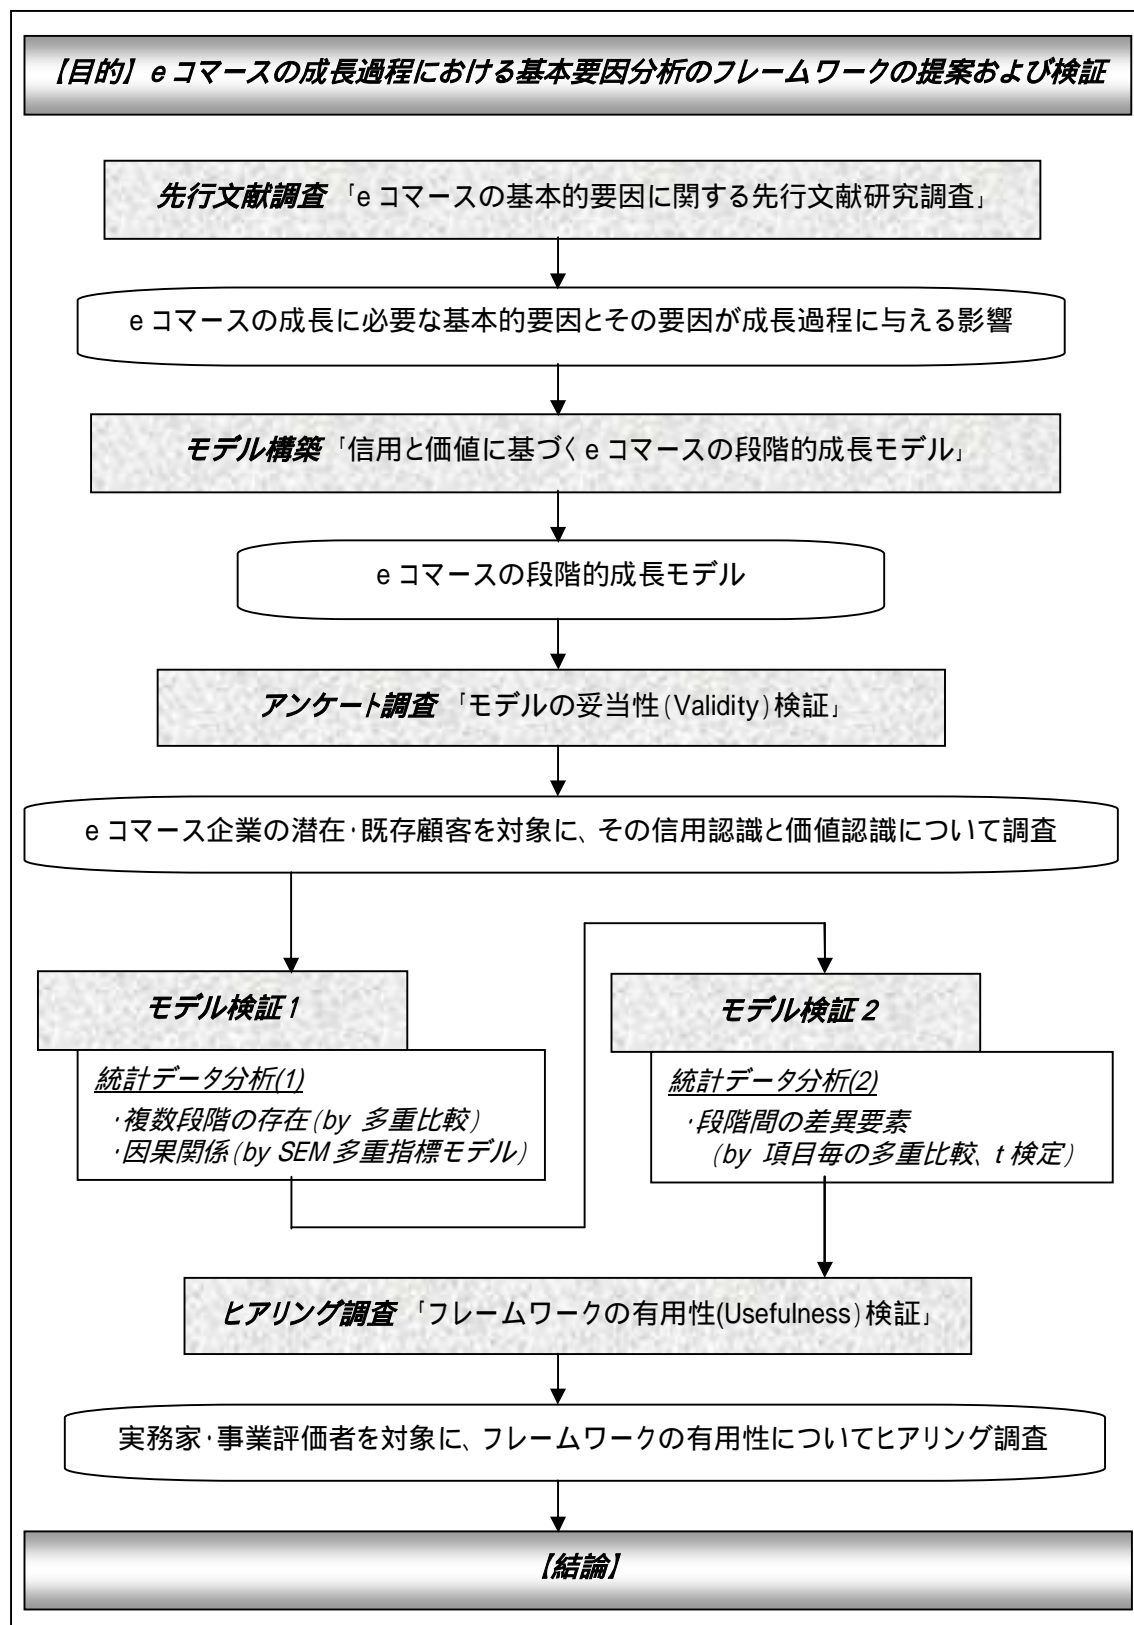 【目的】eコマースの成長過程における基本要因分析のフレームワークの提案および検証
先行文献調査「eコマースの基本的要因に関する先行文献研究調査」
eコマースの成長に必要な基本的要因とその要因が成長過程に与える影響
モデル構築「信用と価値に基づくeコマースの段階的成長モデル」
eコマースの段階的成長モデル
アンケート調査「モデルの妥当性(Validity)検証」
eコマース企業の潜在・既存顧客を対象に、その信用認識と価値認識について調査
モデル検証1
統計データ分析(1)
・複数段階の存在(by 多重比較)
・因果関係(by SEM多重指標モデル)
モデル検証2
統計データ分析(2)
・段階間の差異要素
(by 項目毎の多重比較、t検定)
ヒアリング調査「フレームワークの有用性(Usefulness)検証」
実務家・事業評価者を対象に、フレームワークの有用性についてヒアリング調査
【結論】